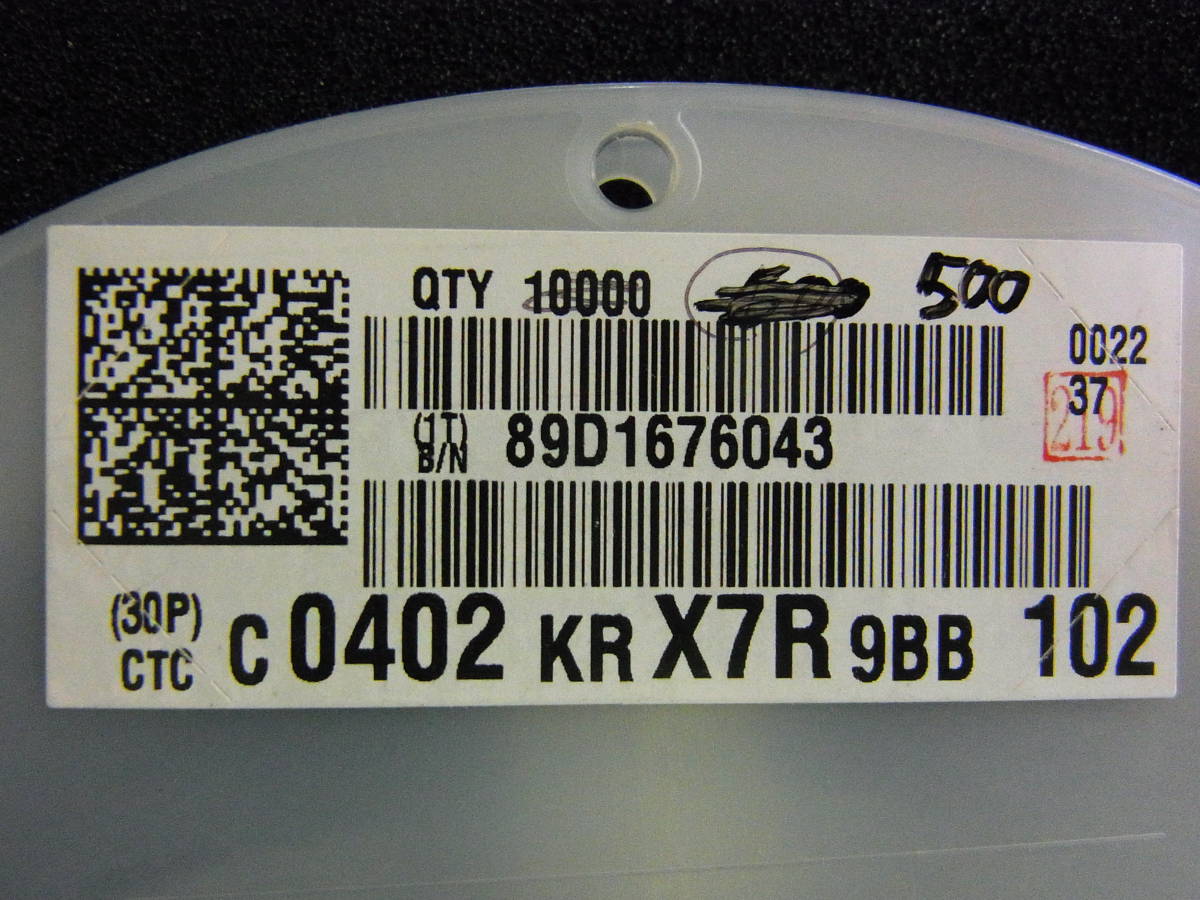 QTY 10000 500
0022
37
219
(1T)
B/N 89D1676043
(30P)
CTC C 0402 KR X7R 9BB 102